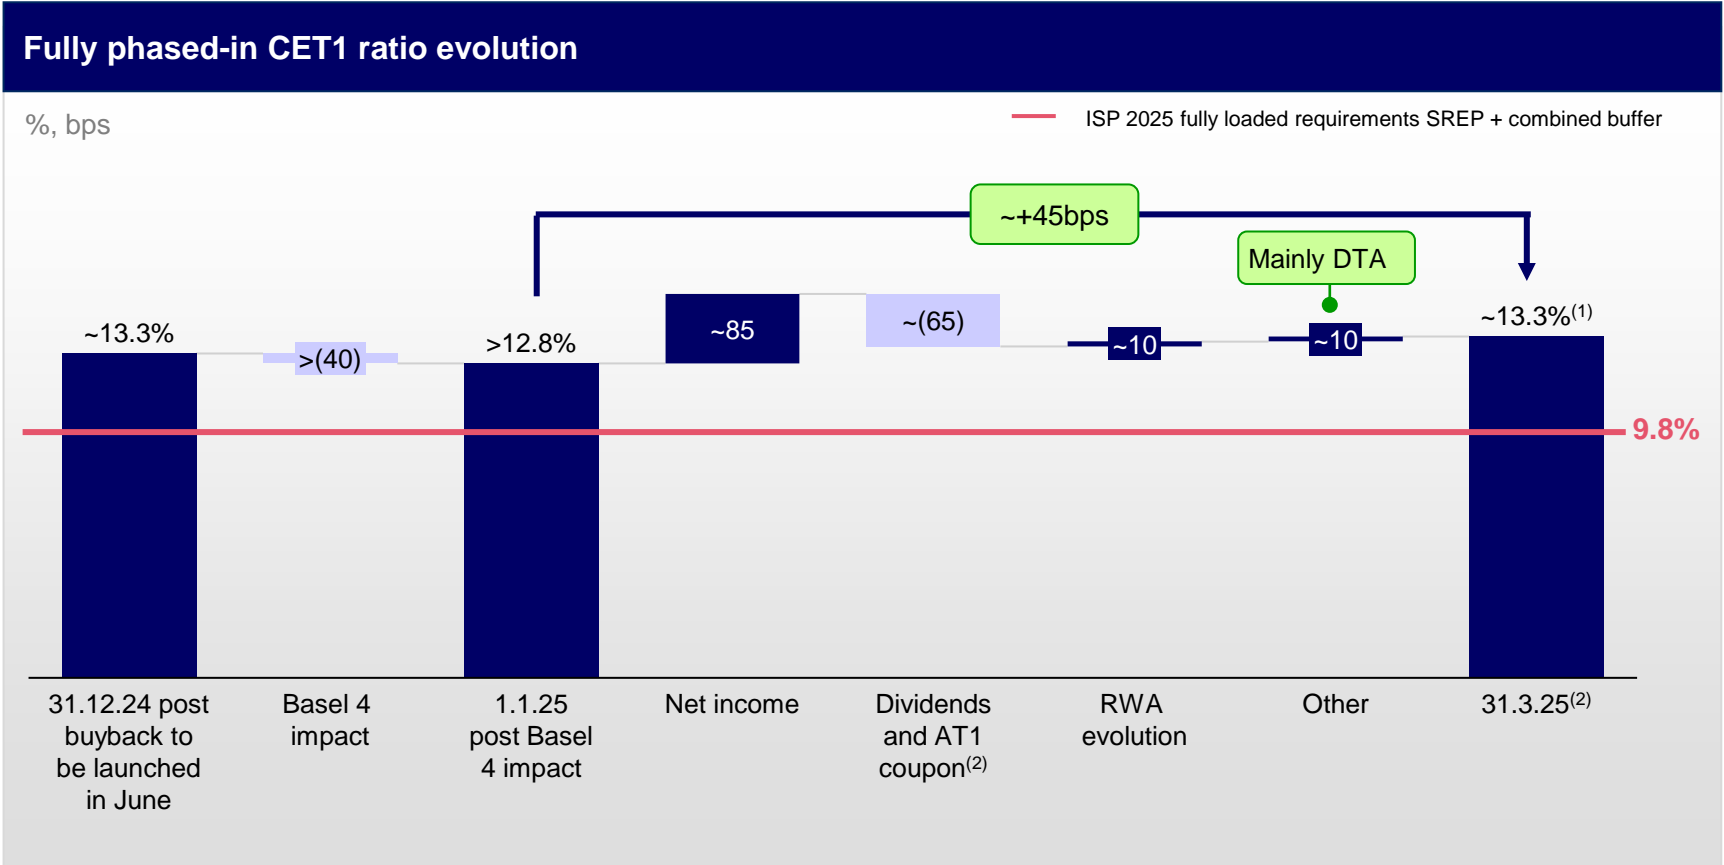 Fully phased-in CET1 ratio evolution
%, bps
ISP 2025 fully loaded requirements SREP + combined buffer
~+45bps
Mainly DTA
~13.3%
>(40)
>12.8%
~85
~(65)
~10
~10
~13.3%(1)
9.8%
31.12.24 post
buyback to
be launched
in June
Basel 4
impact
1.1.25
post Basel
4 impact
Net income
Dividends
and AT1
coupon(2)
RWA
evolution
Other
31.3.25(2)